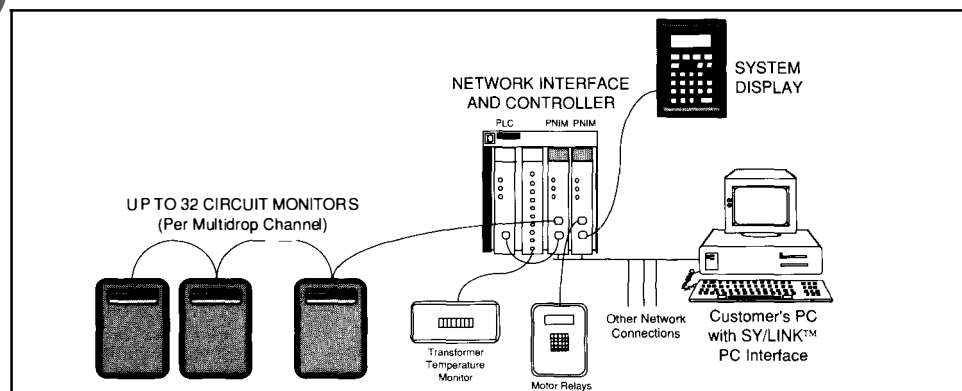 NETWORK INTERFACE
AND CONTROLLER
SYSTEM
DISPLAY
PLC PNIM PNIM
UP TO 32 CIRCUIT MONITORS
(Per Multidrop Channel)
Transformer
Temperature
Monitor
Motor Relays
Other Network
Connections
Customer's PC
with SY/LINK™
PC Interface